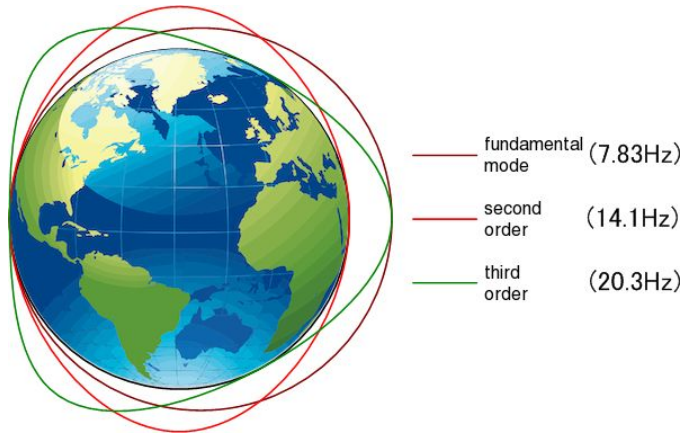 fundamental
mode
(7.83Hz)
second
order
(14.1Hz)
third
order
(20.3Hz)